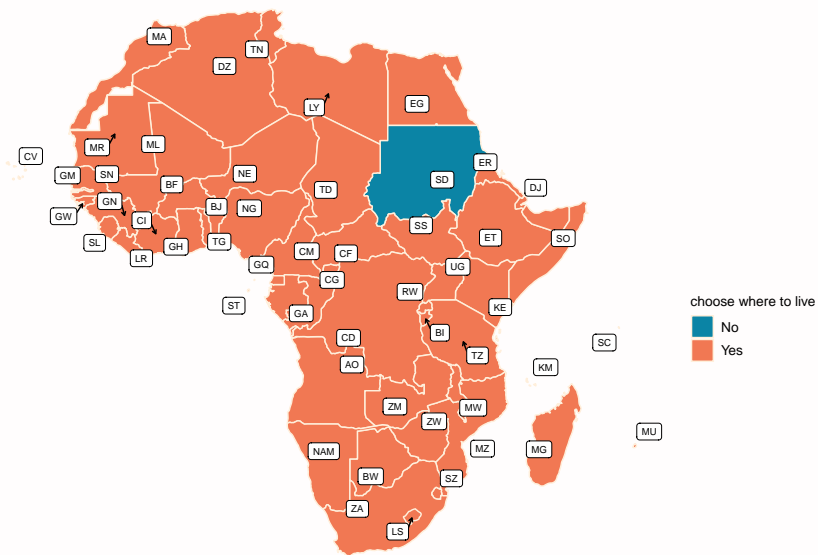 MA
TN
DZ
LY
EG
MR
ML
CV
GM
SN
NE
ER
BF
TD
SD
DJ
GN
BJ
NG
GW
CI
SS
SL
GH
TG
ET
SO
LR
CM
CF
GQ
UG
CG
RW
ST
GA
KE
BI
CD
SC
TZ
AO
KM
ZM
MW
ZW
MU
NAM
MZ
MG
BW
SZ
ZA
LS
choose where to live
No
Yes